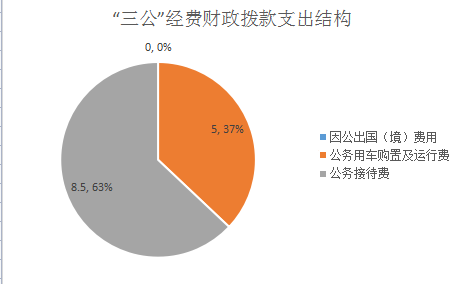 “三公”经费财政拨款支出结构
0, 0%
5, 37%
8.5, 63%
因公出国（境）费用
公务用车购置及运行费
公务接待费